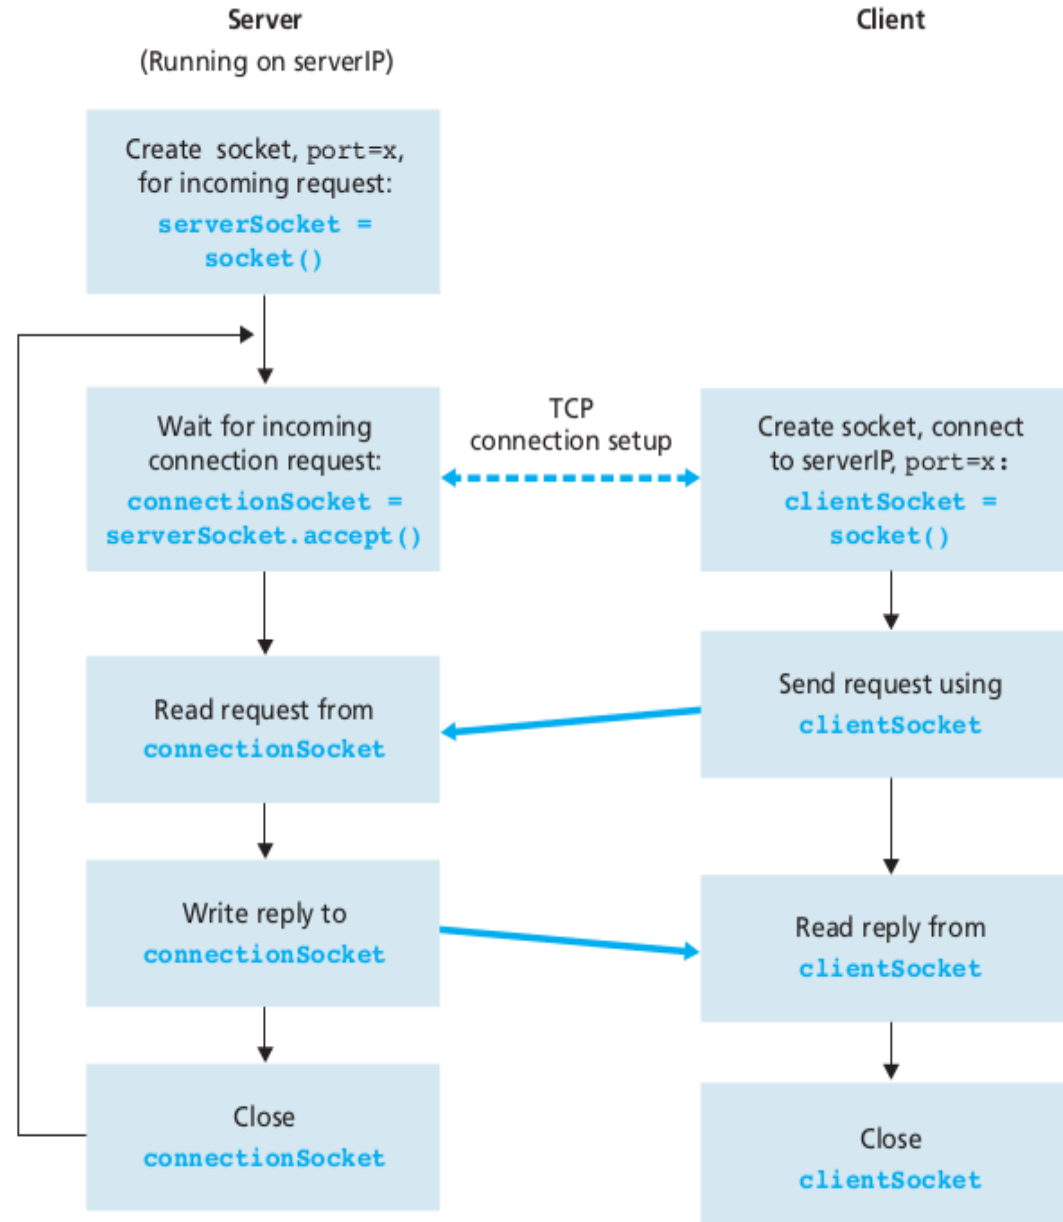 Server
(Running on serverIP)
Create socket, port=x,
for incoming request:
serverSocket =
socket()
Wait for incoming
connection request:
connectionSocket =
serverSocket.accept()
Read request from
connectionSocket
Write reply to
connectionSocket
Close
connectionSocket
TCP
connection setup
Client
Create socket, connect
to serverIP, port=x:
clientSocket =
socket()
Send request using
clientSocket
Read reply from
clientSocket
Close
clientSocket